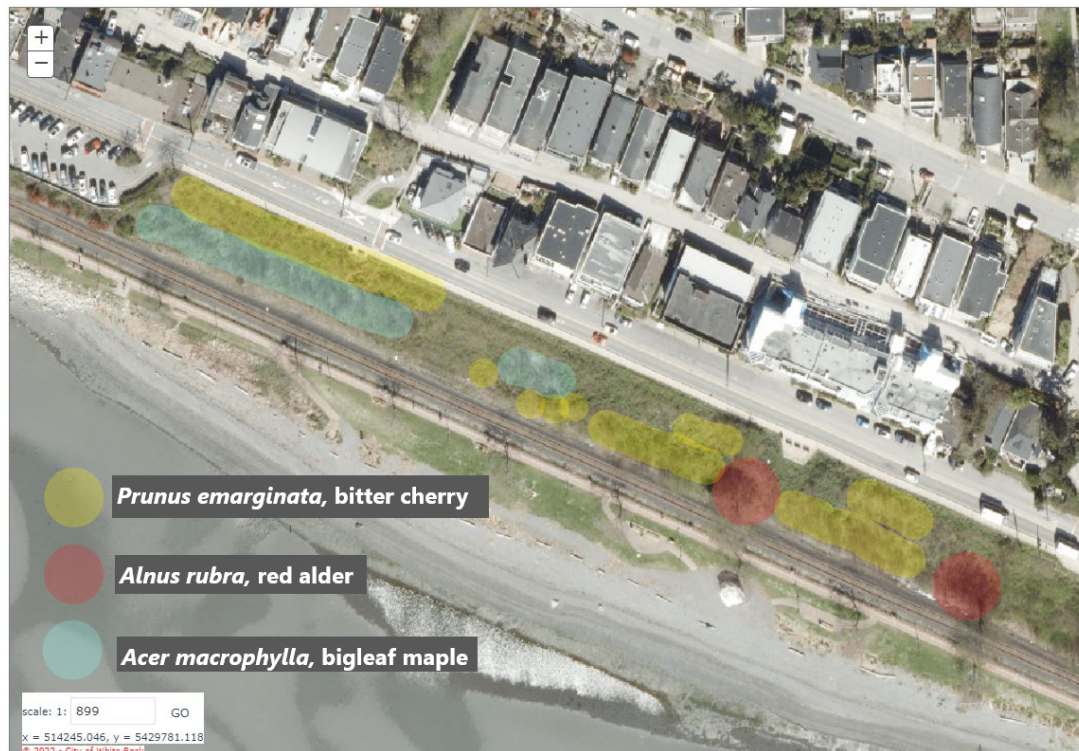 +
−
Prunus emarginata, bitter cherry
Alnus rubra, red alder
Acer macrophylla, bigleaf maple
scale: 1: 899 GO
x = 514245.046, y = 5429781.118
© 2022 - City of White Rock